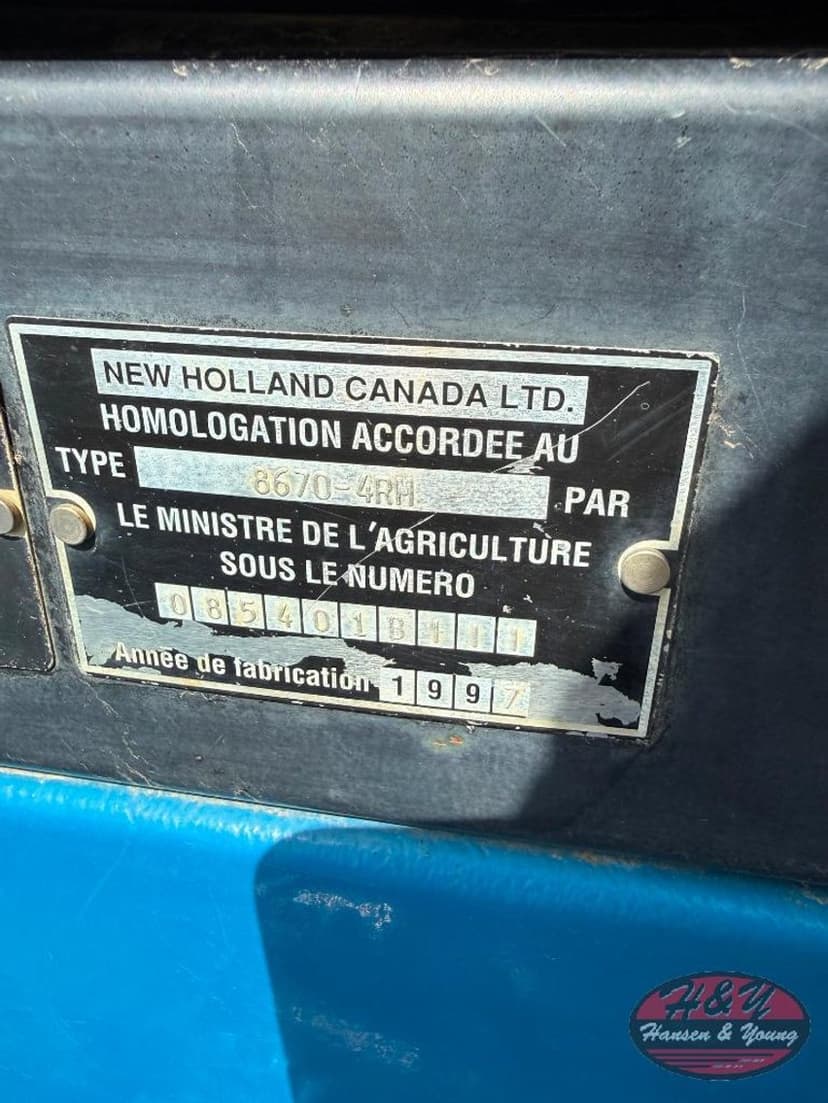 NEW HOLLAND CANADA LTD.
HOMOLOGATION ACCORDEE AU
TYPE 8670-4RH PAR
LE MINISTRE DE L'AGRICULTURE
SOUS LE NUMERO
085401B111
Année de fabrication 1997
H&Y
Hansen & Young